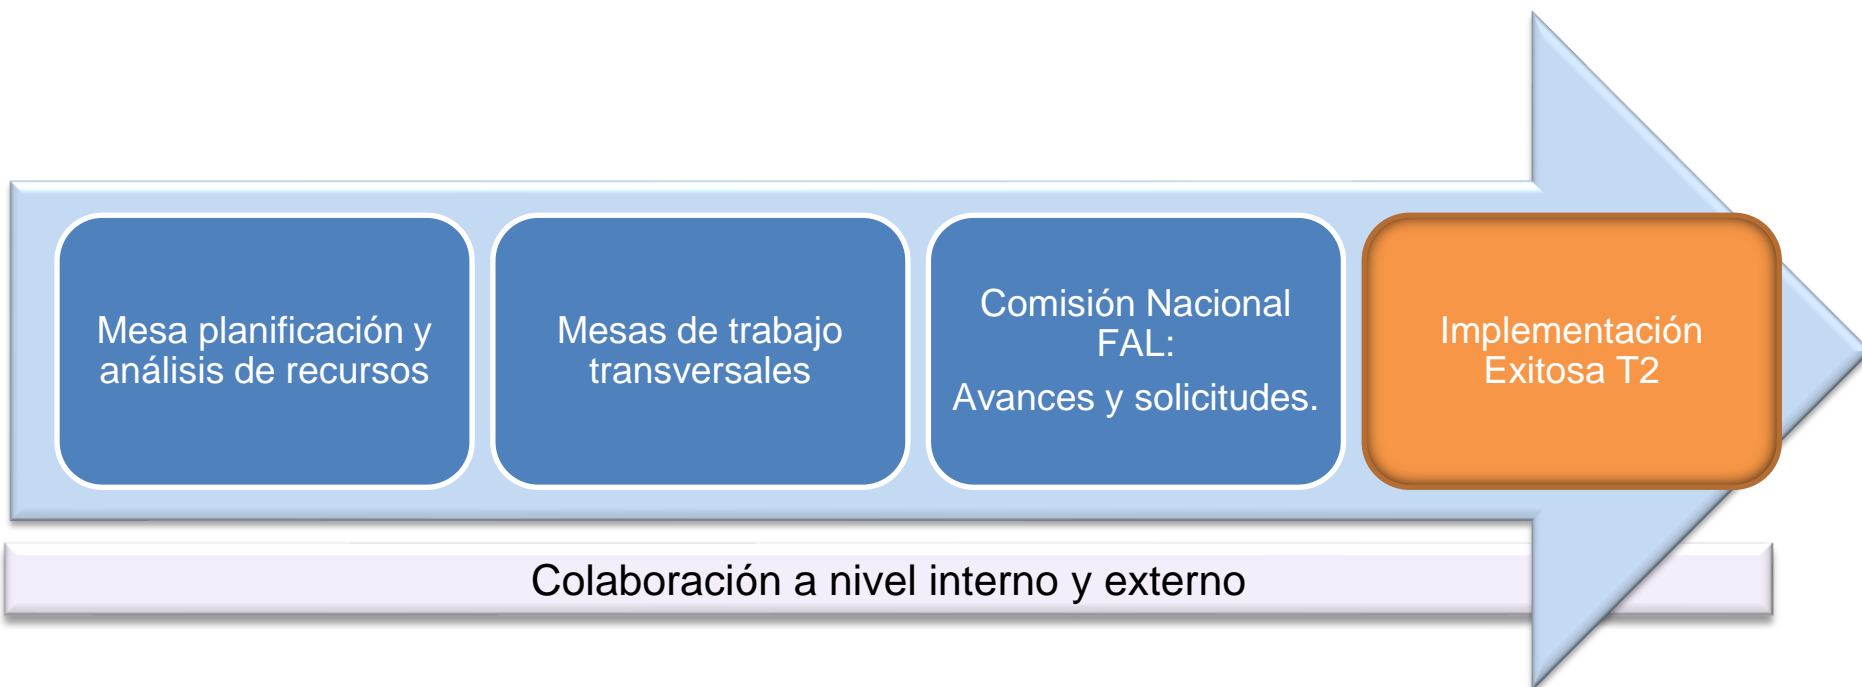 Mesa planificación y
análisis de recursos
Mesas de trabajo
transversales
Comisión Nacional
FAL:
Avances y solicitudes.
Implementación
Exitosa T2
Colaboración a nivel interno y externo